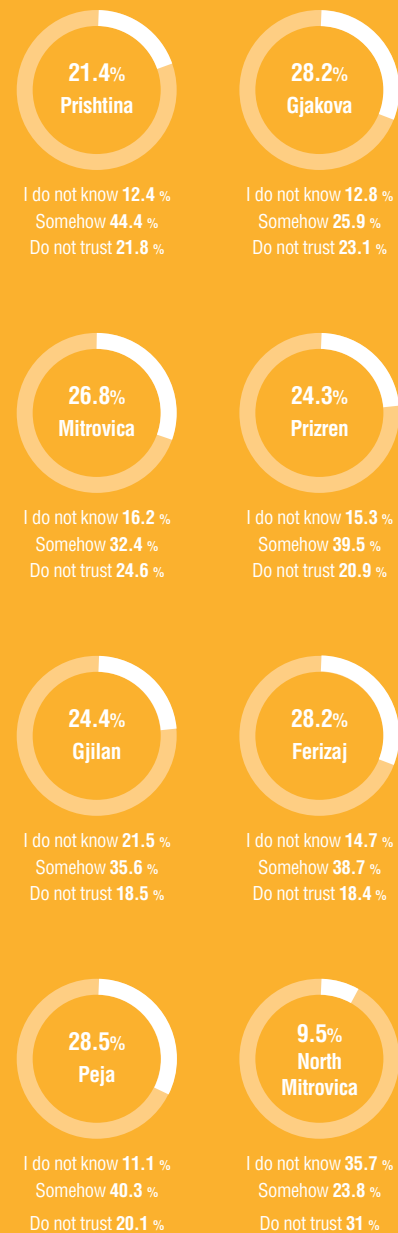 21.4%
Prishtina
I do not know 12.4 %
Somehow 44.4 %
Do not trust 21.8 %
28.2%
Gjakova
I do not know 12.8 %
Somehow 25.9 %
Do not trust 23.1 %
26.8%
Mitrovica
I do not know 16.2 %
Somehow 32.4 %
Do not trust 24.6 %
24.3%
Prizren
I do not know 15.3 %
Somehow 39.5 %
Do not trust 20.9 %
24.4%
Gjilan
I do not know 21.5 %
Somehow 35.6 %
Do not trust 18.5 %
28.2%
Ferizaj
I do not know 14.7 %
Somehow 38.7 %
Do not trust 18.4 %
28.5%
Peja
I do not know 11.1 %
Somehow 40.3 %
Do not trust 20.1 %
9.5%
North
Mitrovica
I do not know 35.7 %
Somehow 23.8 %
Do not trust 31 %